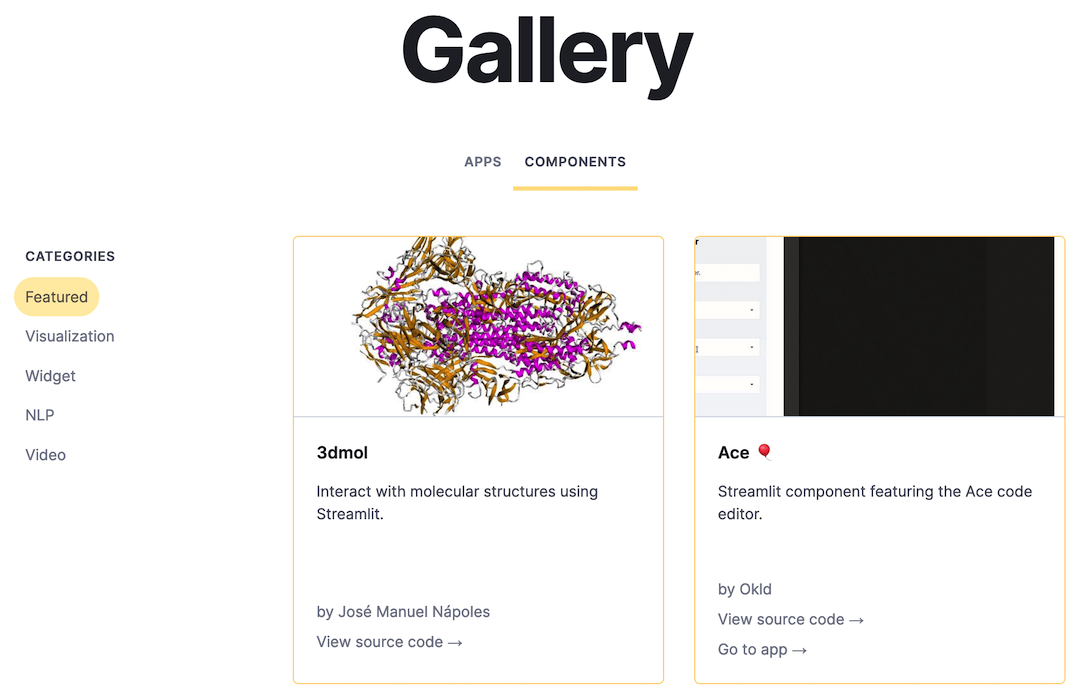 Gallery
APPS
COMPONENTS
CATEGORIES
Featured
Visualization
Widget
NLP
Video
3dmol
Interact with molecular structures using
Streamlit.
by José Manuel Nápoles
View source code →
Ace 🎈
Streamlit component featuring the Ace code
editor.
by Okld
View source code →
Go to app →